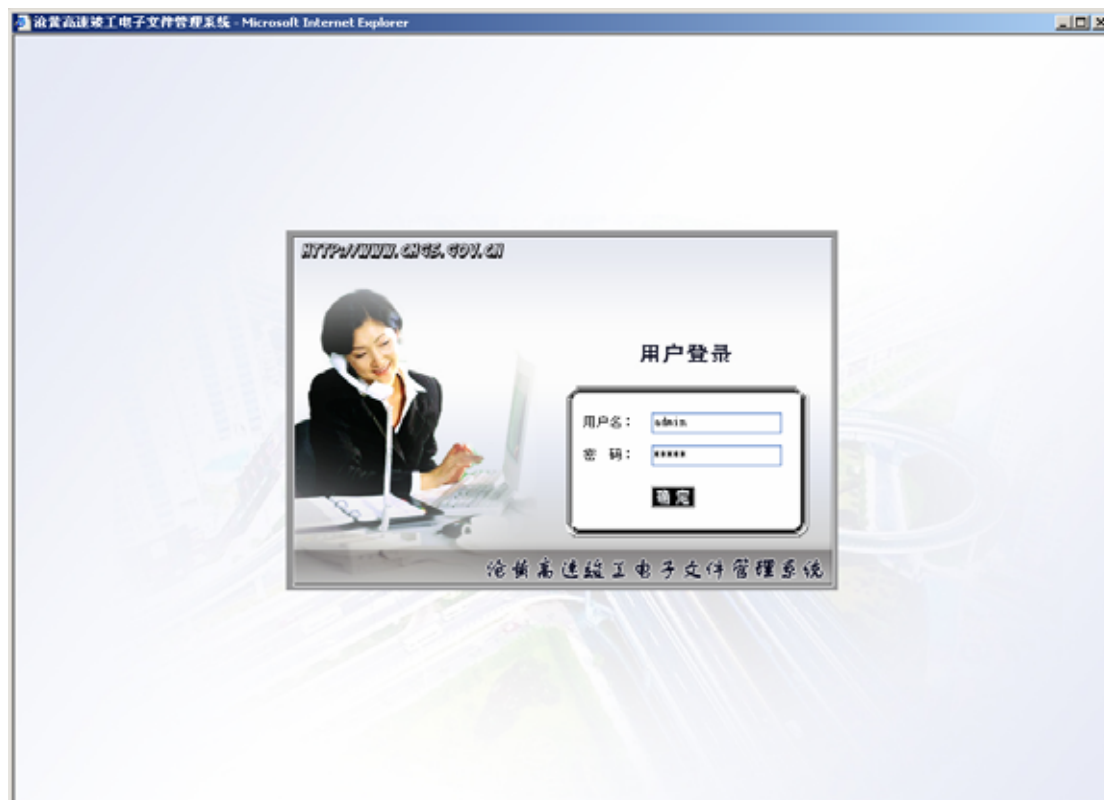 沧黄高速竣工电子文件管理系统 - Microsoft Internet Explorer
HTTP://WWW.CHGS.GOV.CN
用户登录
用户名： admin
密 码： *****
确 定
沧黄高速竣工电子文件管理系统